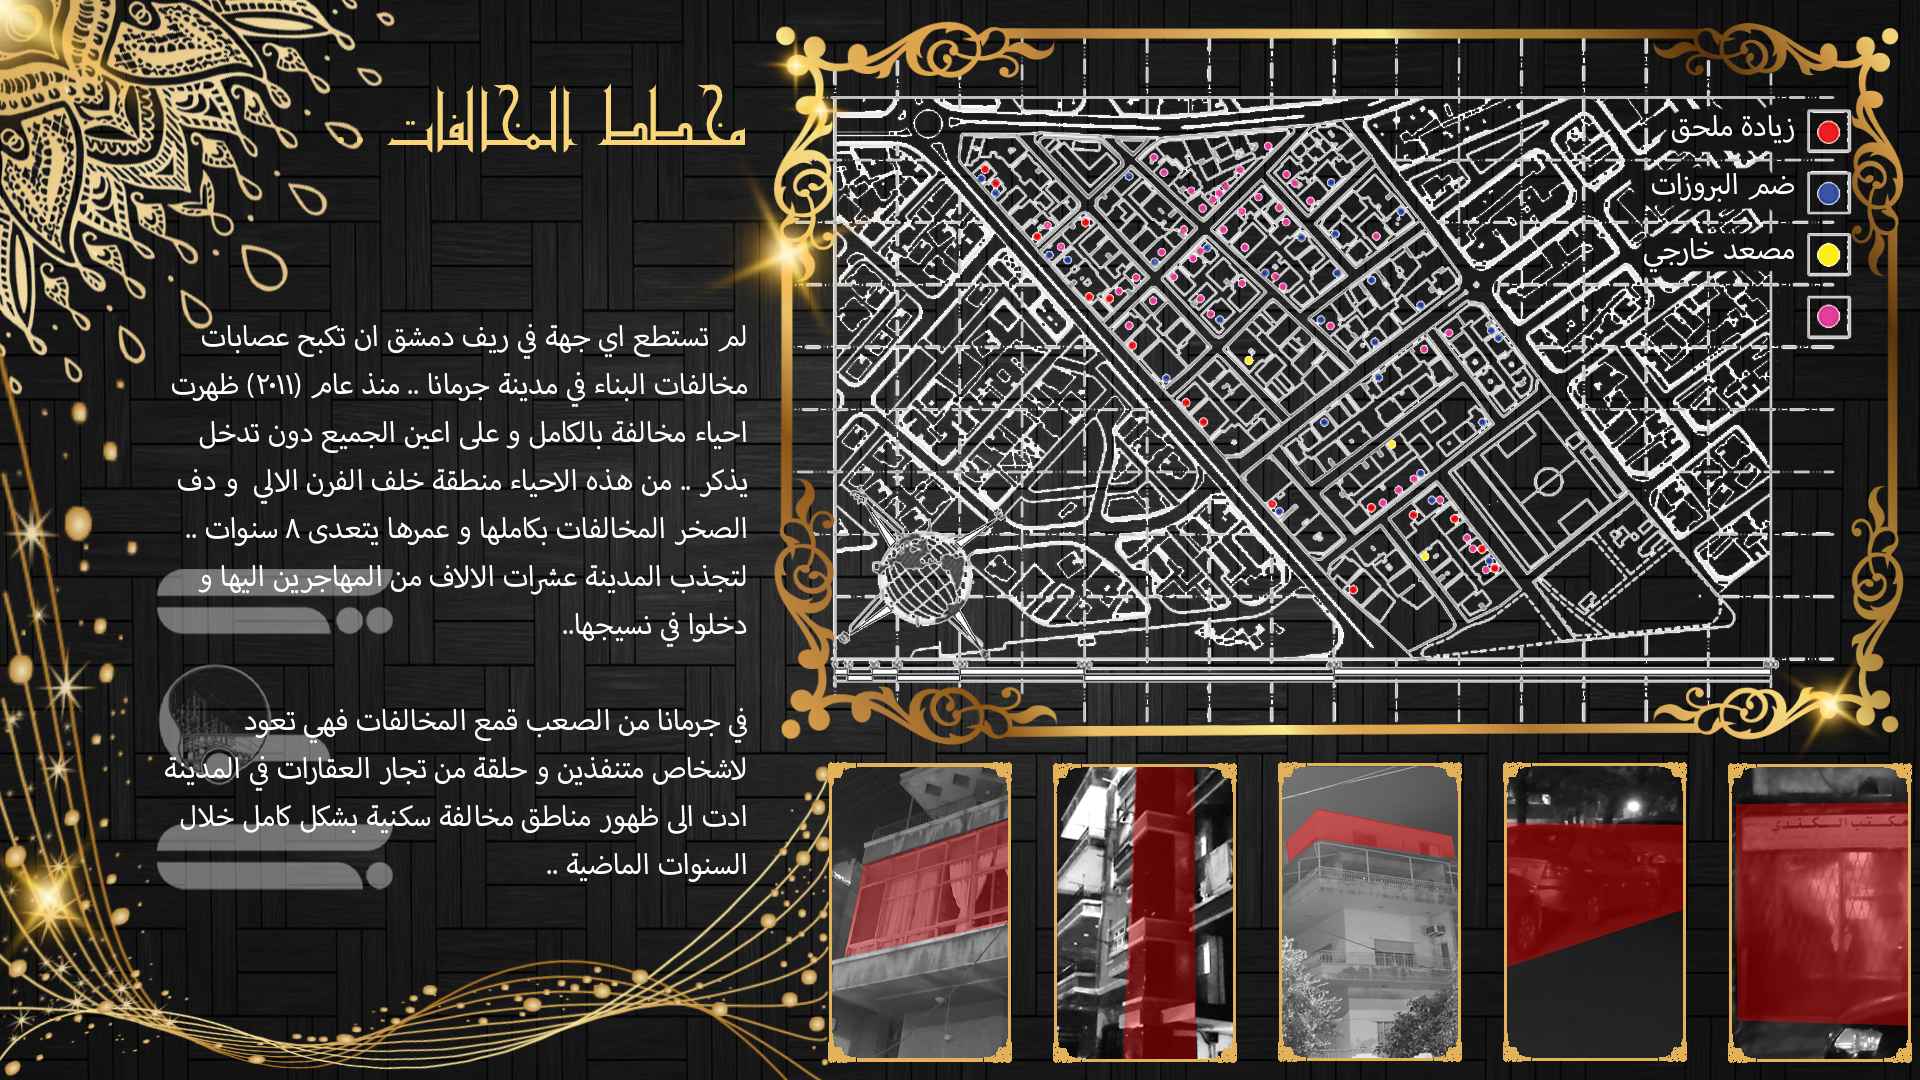 مخطط المخالفات
لم تستطع اي جهة في ريف دمشق ان تكبح عصابات
مخالفات البناء في مدينة جرمانا .. منذ عام (٢٠١١) ظهرت
احياء مخالفة بالكامل و على اعين الجميع دون تدخل
يذكر .. من هذه الاحياء منطقة خلف الفرن الالي و دف
الصخر المخالفات بكاملها و عمرها يتعدى ٨ سنوات ..
لتجذب المدينة عشرات الالاف من المهاجرين اليها و
دخلوا في نسيجها..
في جرمانا من الصعب قمع المخالفات فهي تعود
لاشخاص متنفذين و حلقة من تجار العقارات في المدينة
ادت الى ظهور مناطق مخالفة سكنية بشكل كامل خلال
السنوات الماضية ..
زيادة ملحق
ضم البروزات
مصعد خارجي